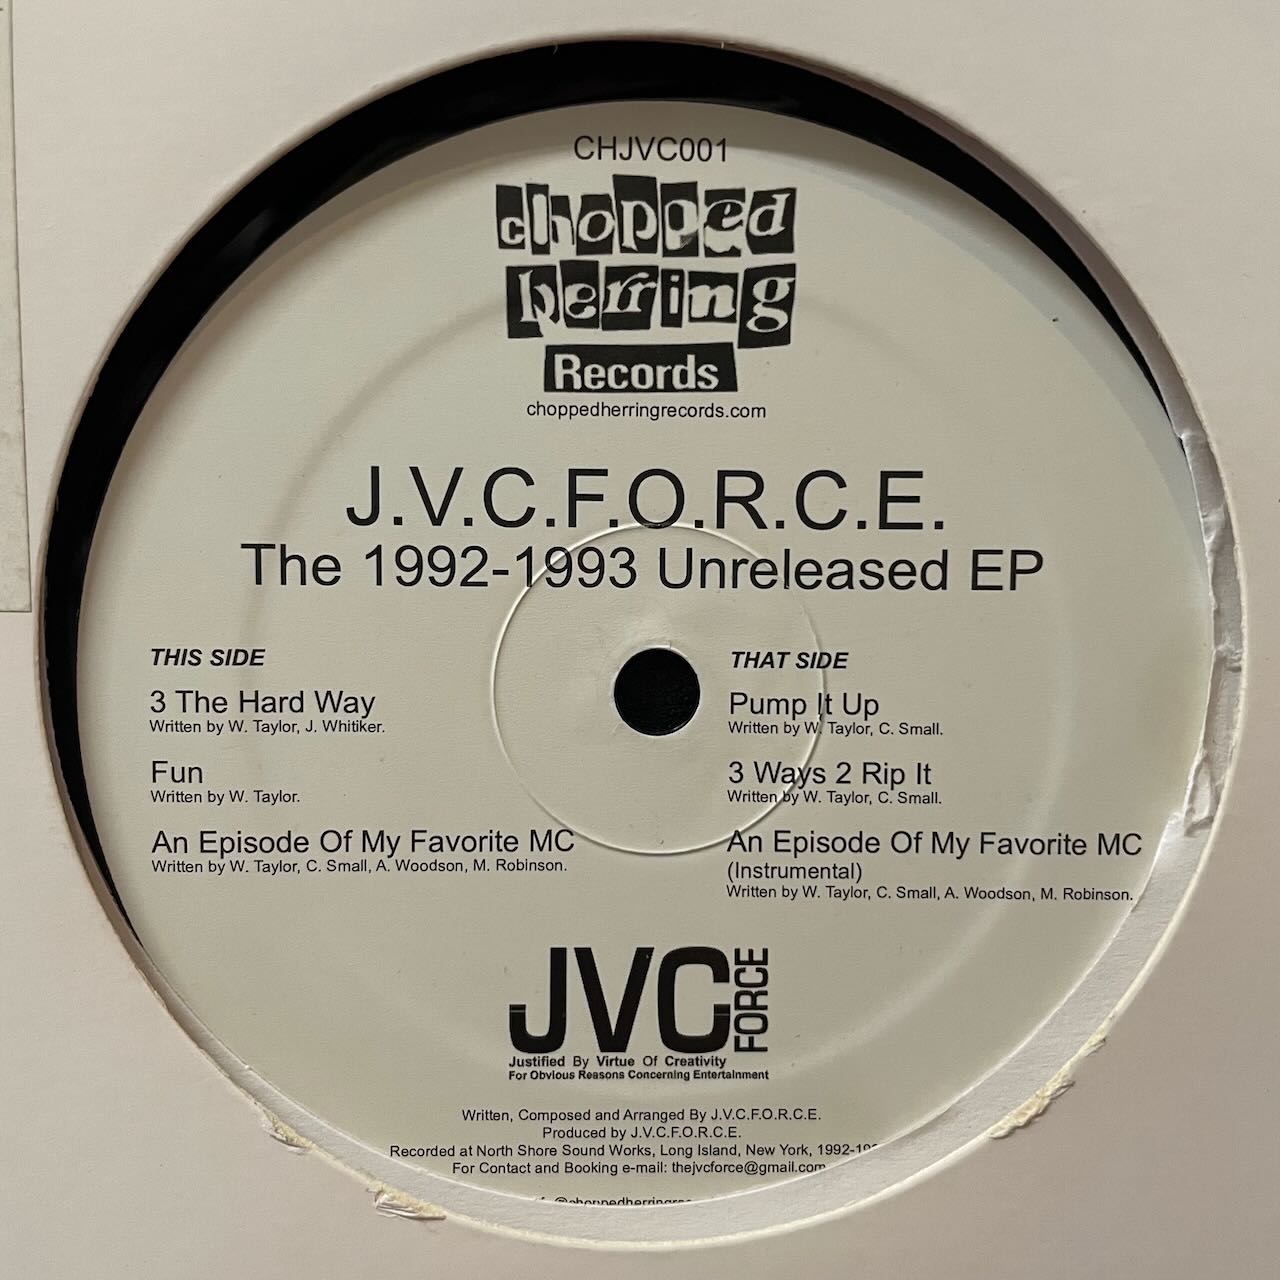 CHJVC001
chopped
herring
Records
choppedherringrecords.com
J.V.C.F.O.R.C.E.
The 1992-1993 Unreleased EP
THIS SIDE
3 The Hard Way
Written by W. Taylor, J. Whitiker.
Fun
Written by W. Taylor.
An Episode Of My Favorite MC
Written by W. Taylor, C. Small, A. Woodson, M. Robinson.
THAT SIDE
Pump It Up
Written by W. Taylor, C. Small.
3 Ways 2 Rip It
Written by W. Taylor, C. Small.
An Episode Of My Favorite MC
(Instrumental)
Written by W. Taylor, C. Small, A. Woodson, M. Robinson.
JVC FORCE
Justified By Virtue Of Creativity
For Obvious Reasons Concerning Entertainment
Written, Composed and Arranged By J.V.C.F.O.R.C.E.
Produced by J.V.C.F.O.R.C.E.
Recorded at North Shore Sound Works, Long Island, New York, 1992-19
For Contact and Booking e-mail: thejvcforce@gmail.com